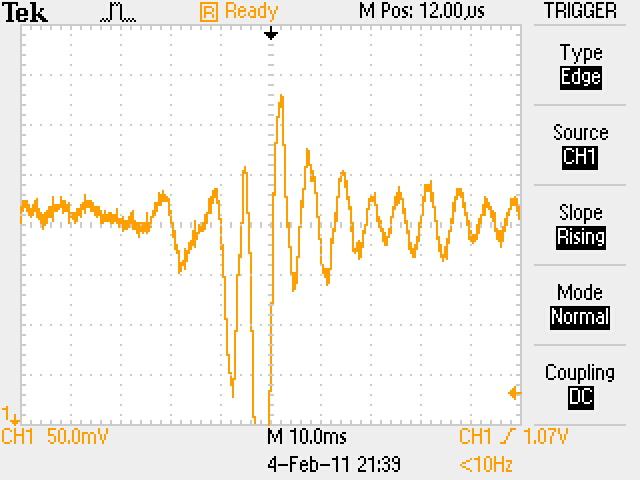 Tek R Ready M Pos: 12.00µs TRIGGER
Type
Edge
Source
CH1
Slope
Rising
Mode
Normal
Coupling
DC
1
CH1 50.0mV M 10.0ms CH1 1.07V
4-Feb-11 21:39 <10Hz